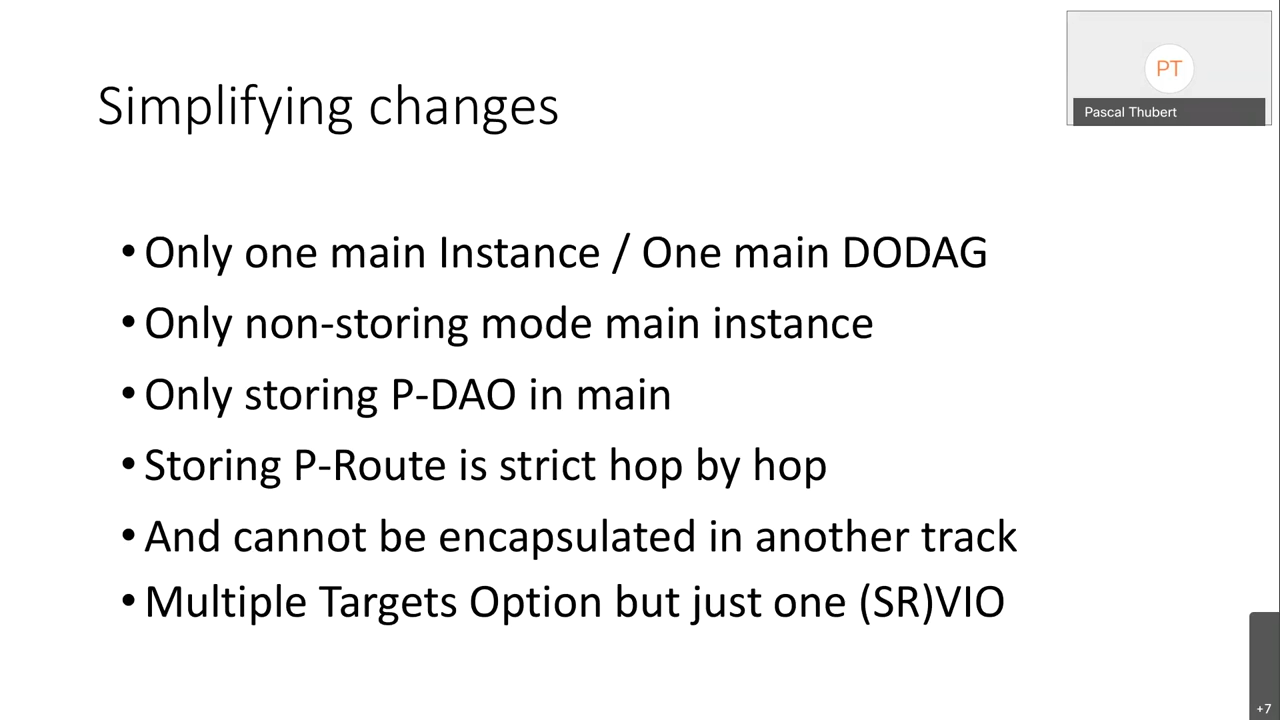 PT
Pascal Thubert
Simplifying changes
•Only one main Instance / One main DODAG
•Only non-storing mode main instance
•Only storing P-DAO in main
•Storing P-Route is strict hop by hop
•And cannot be encapsulated in another track
•Multiple Targets Option but just one (SR)VIO
+7